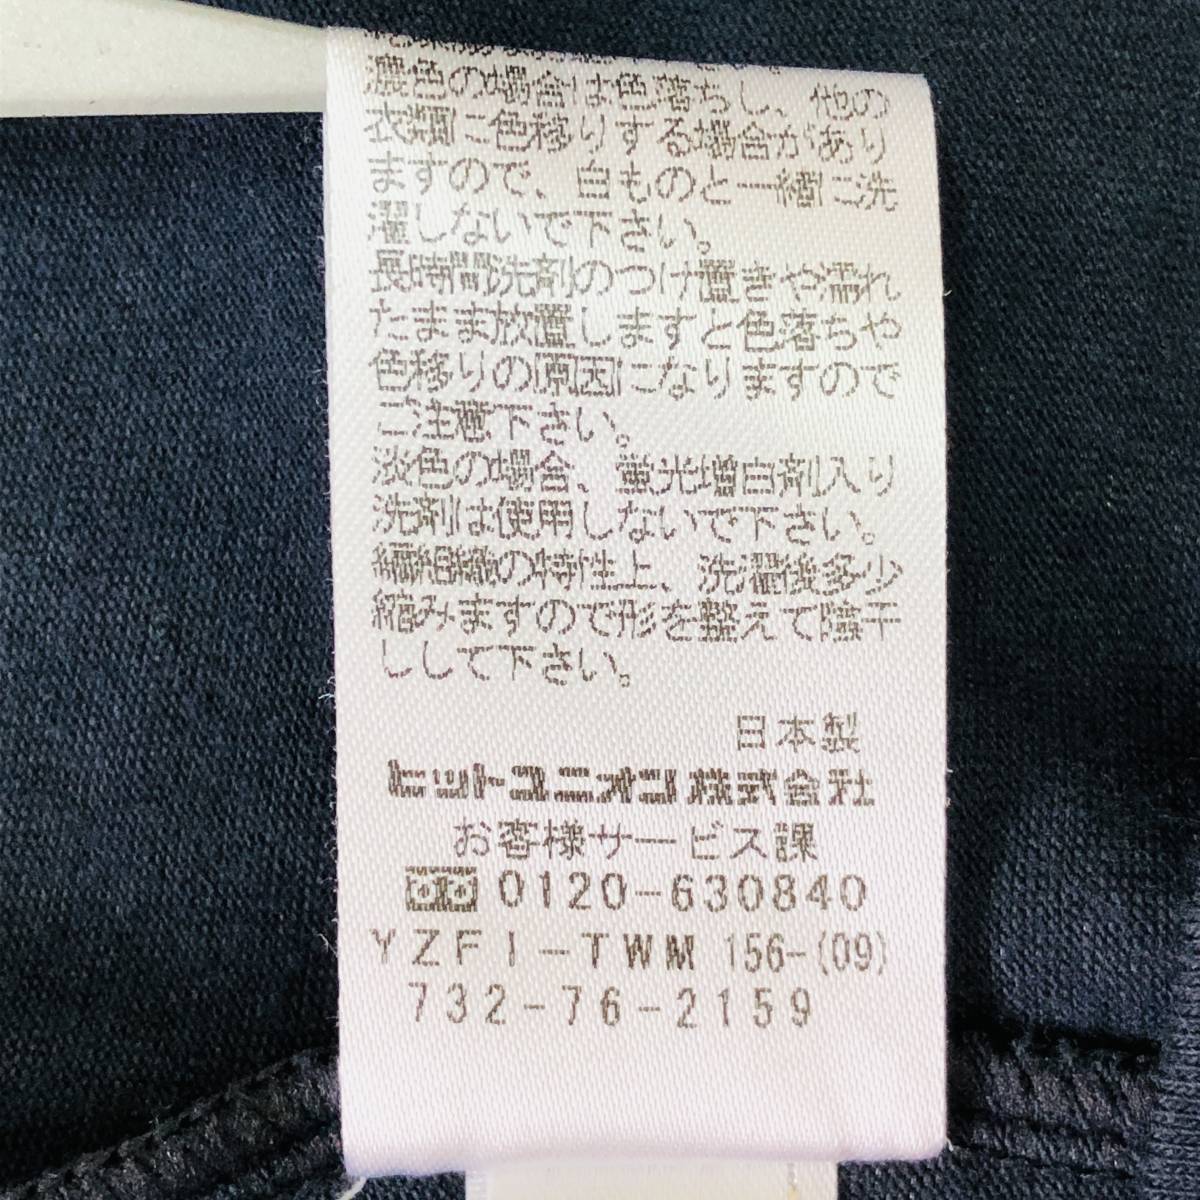 濃色の場合は色落ちし、他の
衣類に色移りする場合があり
ますので、白ものと一緒に洗
濯しないで下さい。
長時間洗剤のつけ置きや濡れ
たまま放置しますと色落ちや
色移りの原因になりますので
ご注意下さい。
淡色の場合、蛍光増白剤入り
洗剤は使用しないで下さい。
編組織の特性上、洗濯後多少
縮みますので形を整えて陰干
しして下さい。
日本製
ヒットユニオン株式会社
お客様サービス課
0120-630840
YZFI-TWM 156-(09)
732-76-2159